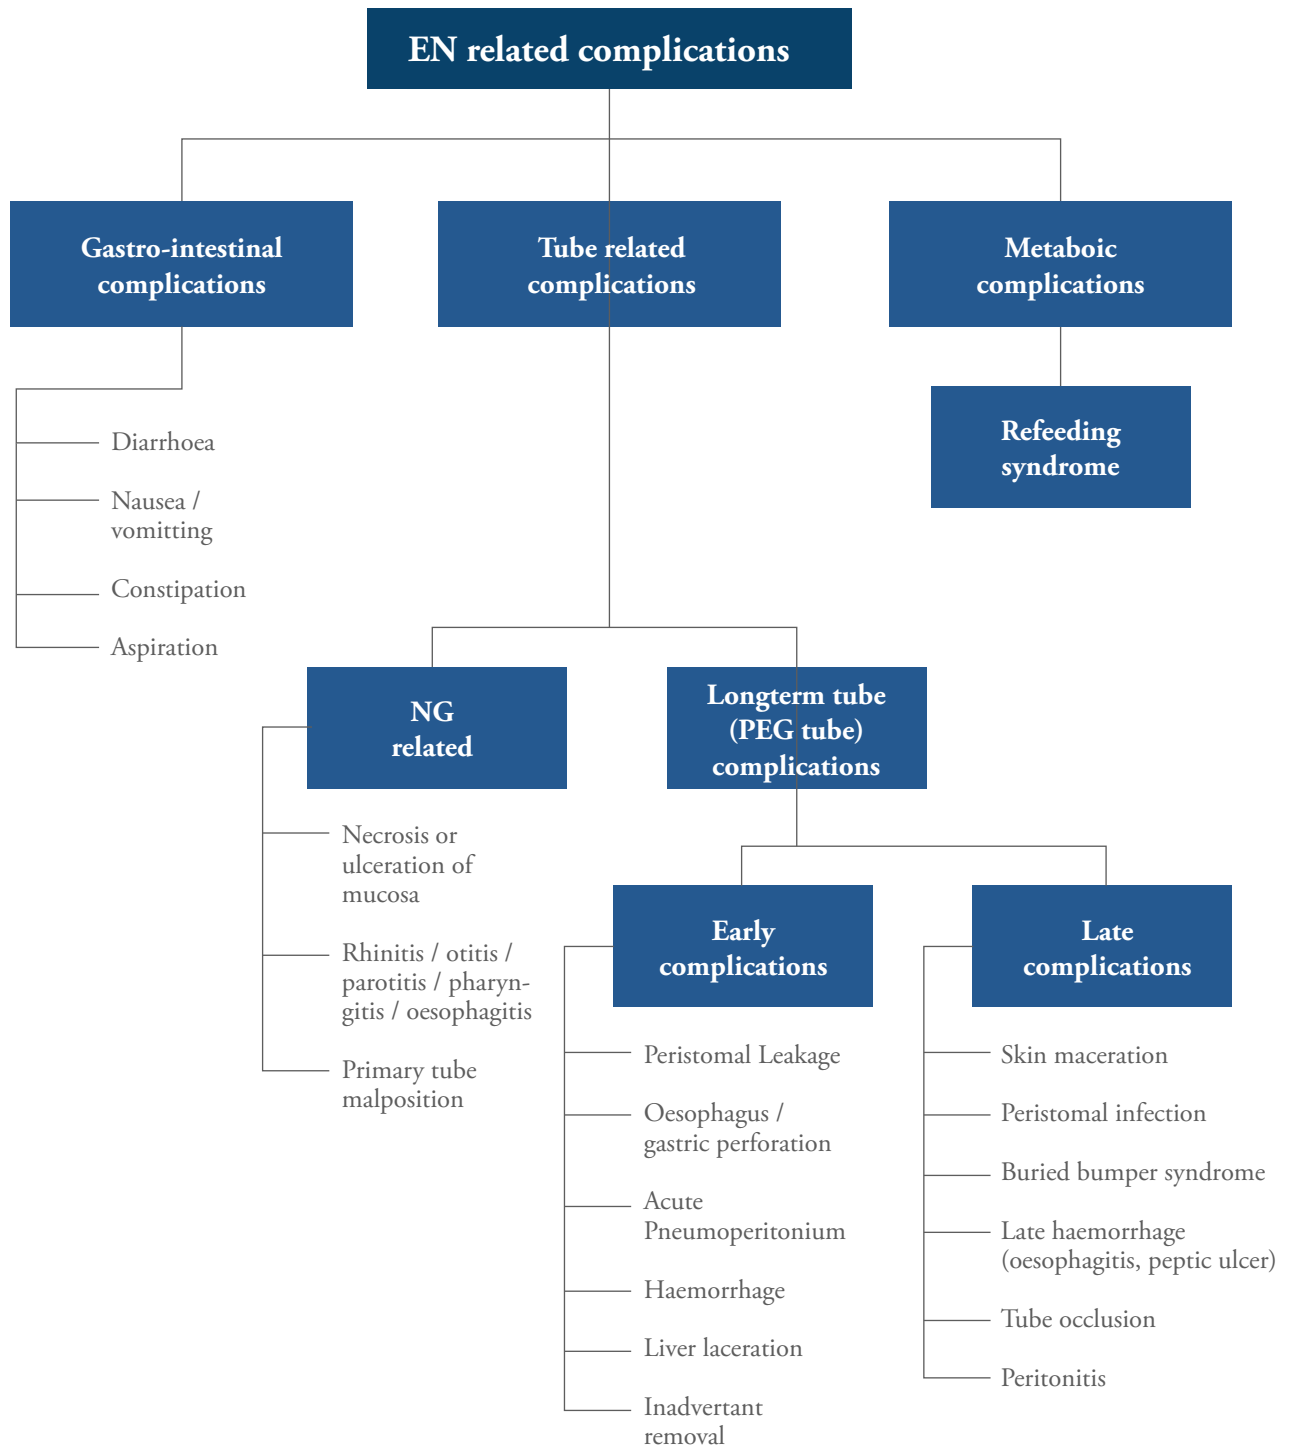 EN related complications
Gastro-intestinal
complications
Tube related
complications
Metaboic
complications
Refeeding
syndrome
Diarrhoea
Nausea /
vomitting
Constipation
Aspiration
NG
related
Longterm tube
(PEG tube)
complications
Necrosis or
ulceration of
mucosa
Rhinitis / otitis /
parotitis / pharyn-
gitis / oesophagitis
Primary tube
malposition
Early
complications
Late
complications
Peristomal Leakage
Oesophagus /
gastric perforation
Acute
Pneumoperitonium
Haemorrhage
Liver laceration
Inadvertant
removal
Skin maceration
Peristomal infection
Buried bumper syndrome
Late haemorrhage
(oesophagitis, peptic ulcer)
Tube occlusion
Peritonitis